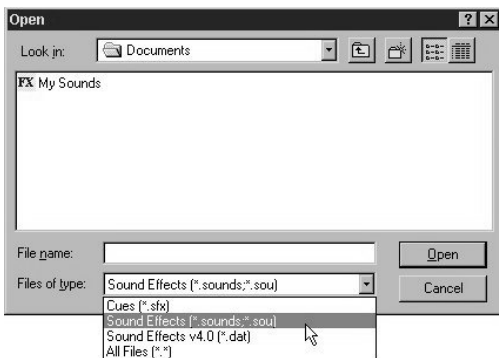 Open
Look in: Documents
FX My Sounds
File name: Open
Files of type: Sound Effects (*.sounds;*.sou) Cancel
Cues (*.sfx)
Sound Effects (*.sounds;*.sou)
Sound Effects v4.0 (*.dat)
All Files (*.*)